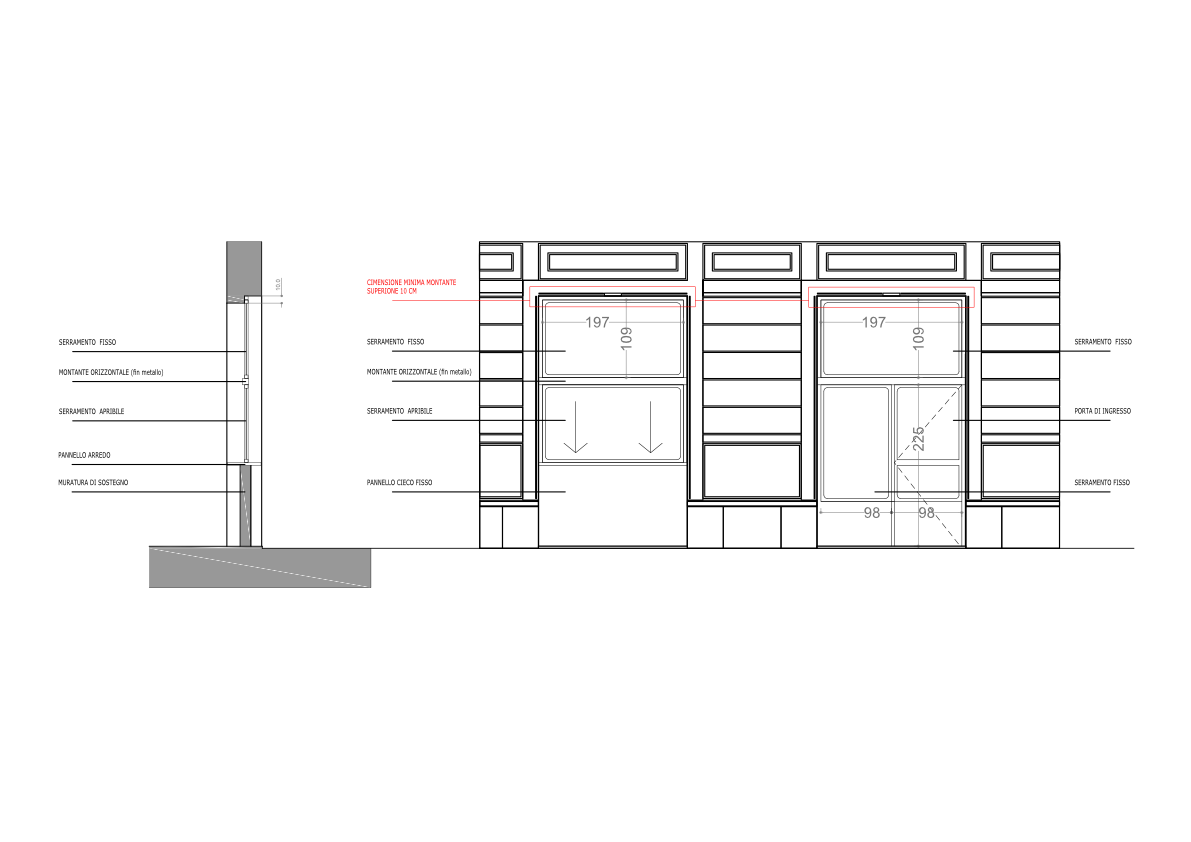 10.0
CIMENSIONE MINIMA MONTANTE
SUPERIONE 10 CM
197
109
197
109
SERRAMENTO FISSO
SERRAMENTO FISSO
SERRAMENTO FISSO
MONTANTE ORIZZONTALE (fin metallo)
MONTANTE ORIZZONTALE (fin metallo)
SERRAMENTO APRIBILE
SERRAMENTO APRIBILE
PORTA DI INGRESSO
225
PANNELLO ARREDO
MURATURA DI SOSTEGNO
PANNELLO CIECO FISSO
SERRAMENTO FISSO
98
98